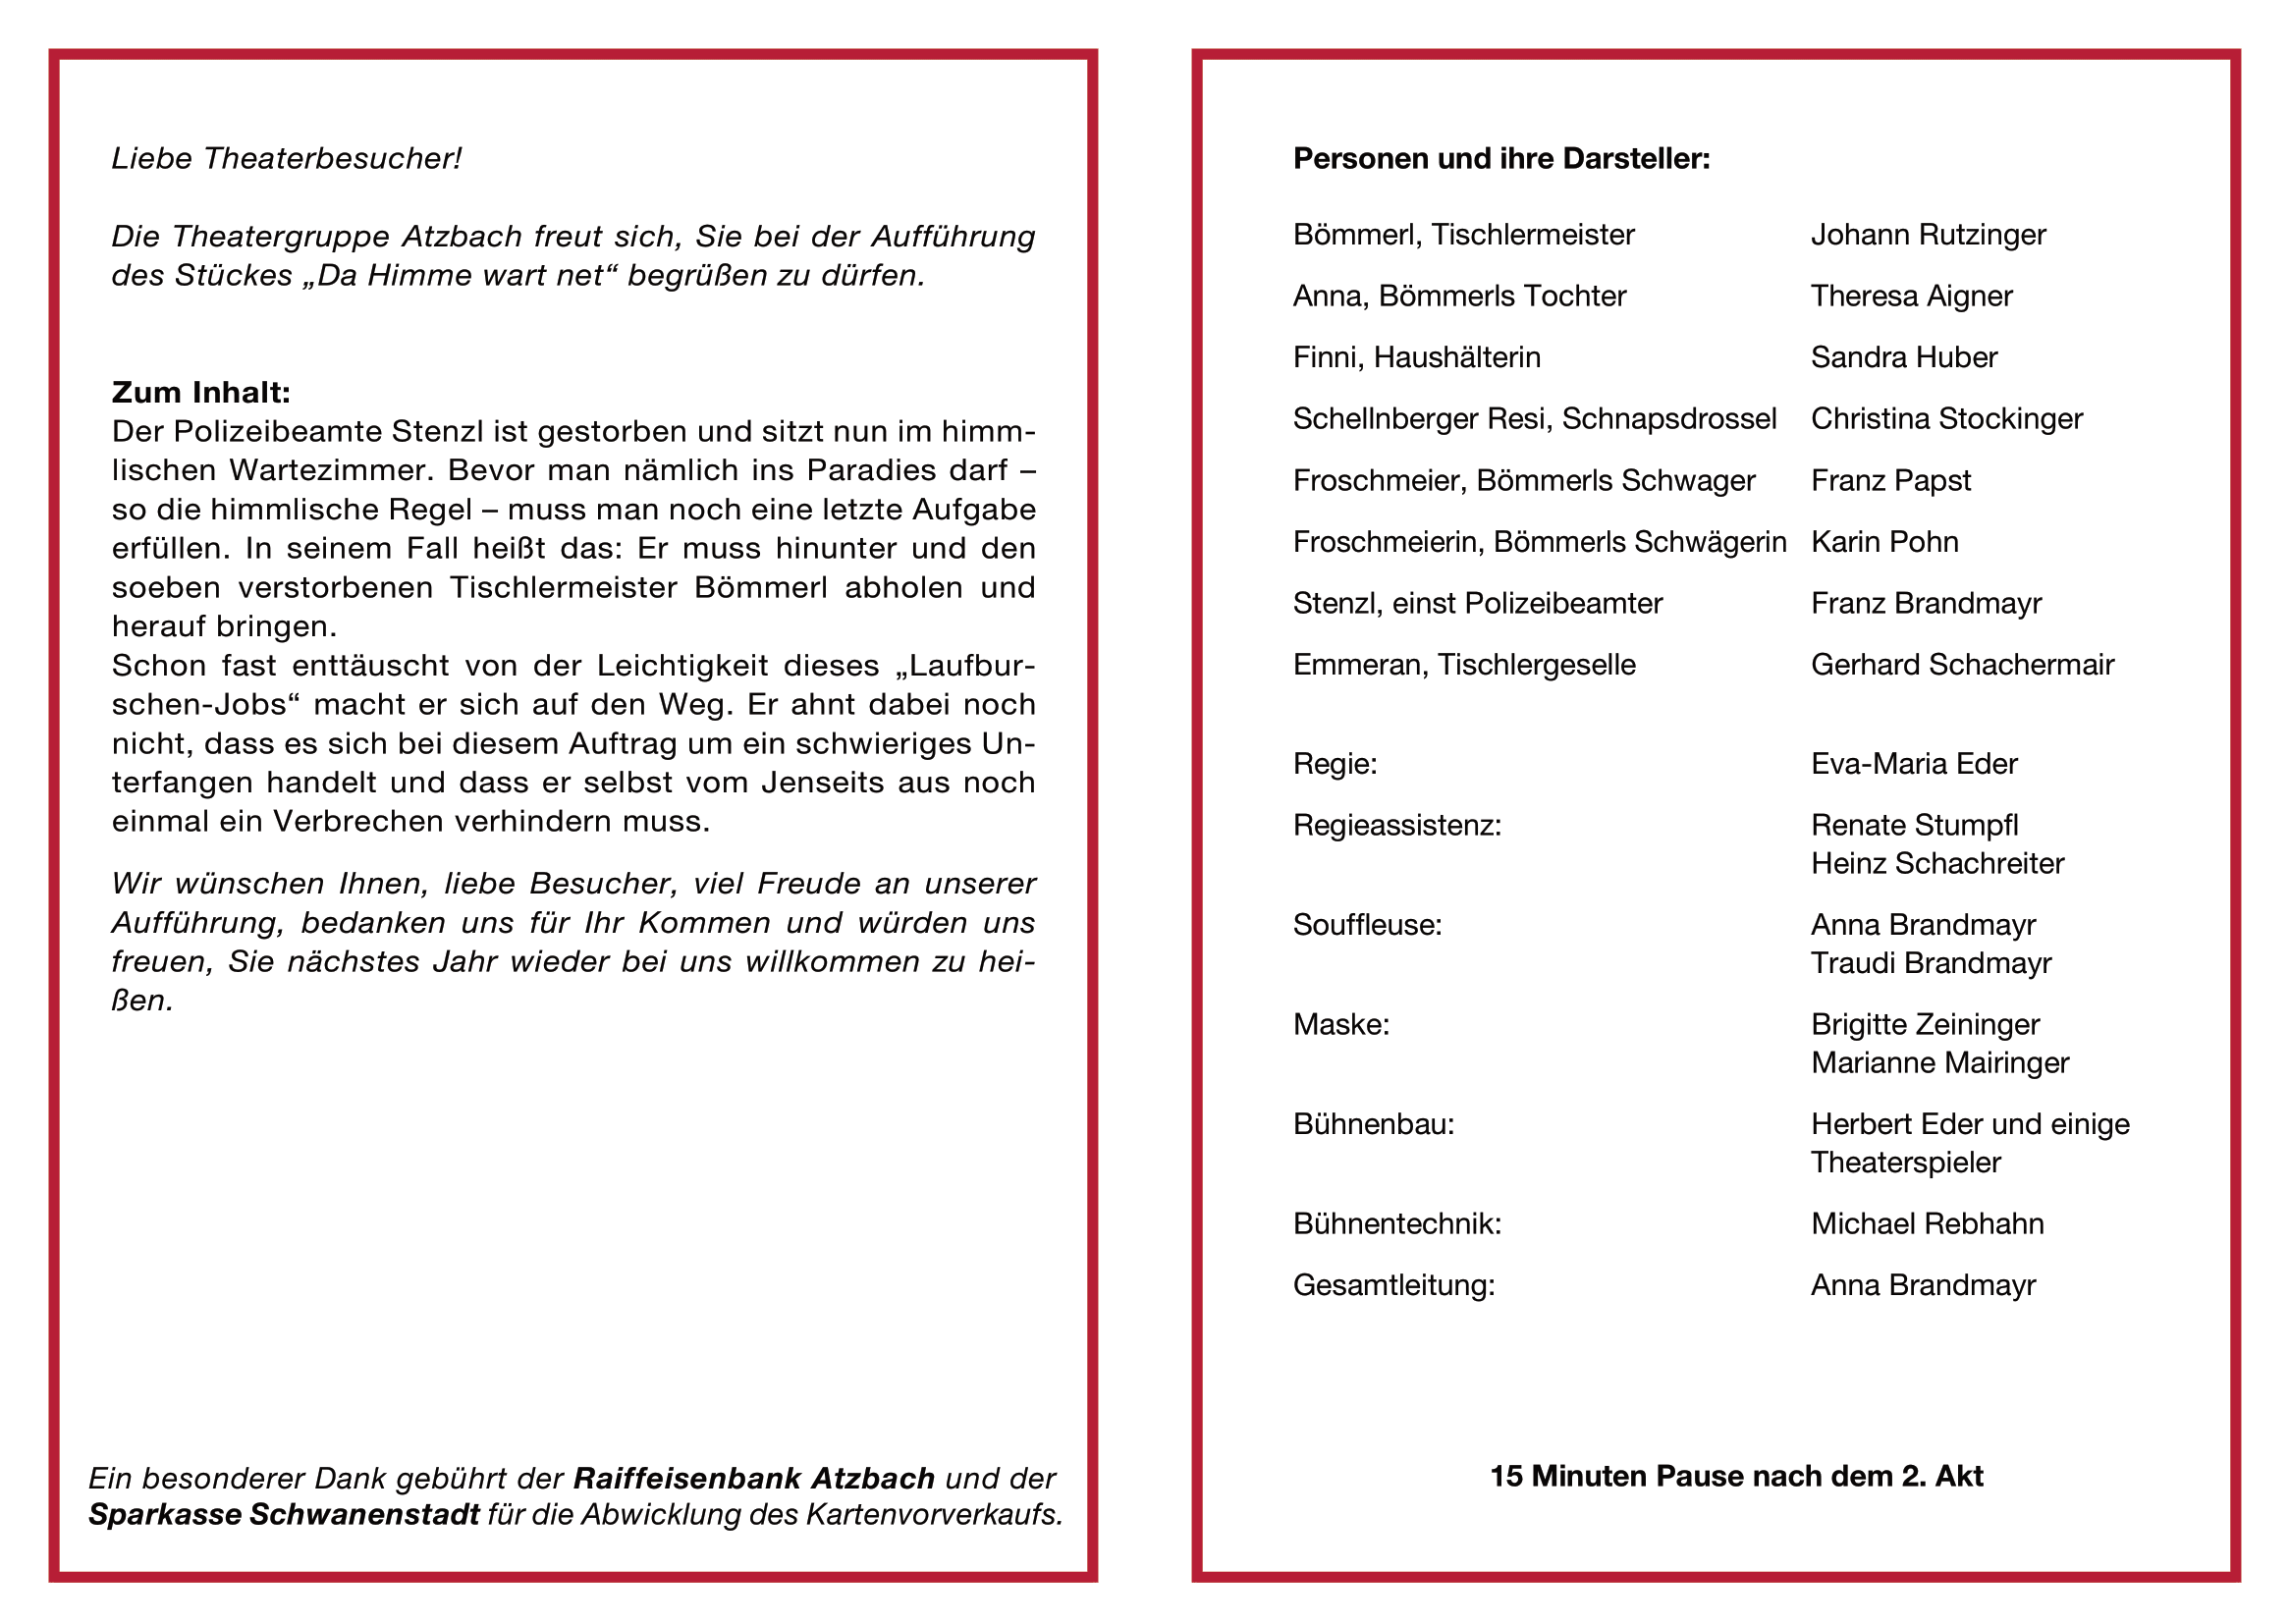 Liebe Theaterbesucher!
Die Theatergruppe Atzbach freut sich, Sie bei der Aufführung
des Stückes „Da Himme wart net“ begrüßen zu dürfen.
Zum Inhalt:
Der Polizeibeamte Stenzl ist gestorben und sitzt nun im himm-
lischen Wartezimmer. Bevor man nämlich ins Paradies darf –
so die himmlische Regel – muss man noch eine letzte Aufgabe
erfüllen. In seinem Fall heißt das: Er muss hinunter und den
soeben verstorbenen Tischlermeister Bömmerl abholen und
herauf bringen.
Schon fast enttäuscht von der Leichtigkeit dieses „Laufbur-
schen-Jobs“ macht er sich auf den Weg. Er ahnt dabei noch
nicht, dass es sich bei diesem Auftrag um ein schwieriges Un-
terfangen handelt und dass er selbst vom Jenseits aus noch
einmal ein Verbrechen verhindern muss.
Wir wünschen Ihnen, liebe Besucher, viel Freude an unserer
Aufführung, bedanken uns für Ihr Kommen und würden uns
freuen, Sie nächstes Jahr wieder bei uns willkommen zu hei-
ßen.
Ein besonderer Dank gebührt der Raiffeisenbank Atzbach und der
Sparkasse Schwanenstadt für die Abwicklung des Kartenvorverkaufs.
Personen und ihre Darsteller:
Bömmerl, Tischlermeister Johann Rutzinger
Anna, Bömmerls Tochter Theresa Aigner
Finni, Haushälterin Sandra Huber
Schellnberger Resi, Schnapsdrossel Christina Stockinger
Froschmeier, Bömmerls Schwager Franz Papst
Froschmeierin, Bömmerls Schwägerin Karin Pohn
Stenzl, einst Polizeibeamter Franz Brandmayr
Emmeran, Tischlergeselle Gerhard Schachermair
Regie: Eva-Maria Eder
Regieassistenz: Renate Stumpfl
Heinz Schachreiter
Souffleuse: Anna Brandmayr
Traudi Brandmayr
Maske: Brigitte Zeininger
Marianne Mairinger
Bühnenbau: Herbert Eder und einige
Theaterspieler
Bühnentechnik: Michael Rebhahn
Gesamtleitung: Anna Brandmayr
15 Minuten Pause nach dem 2. Akt